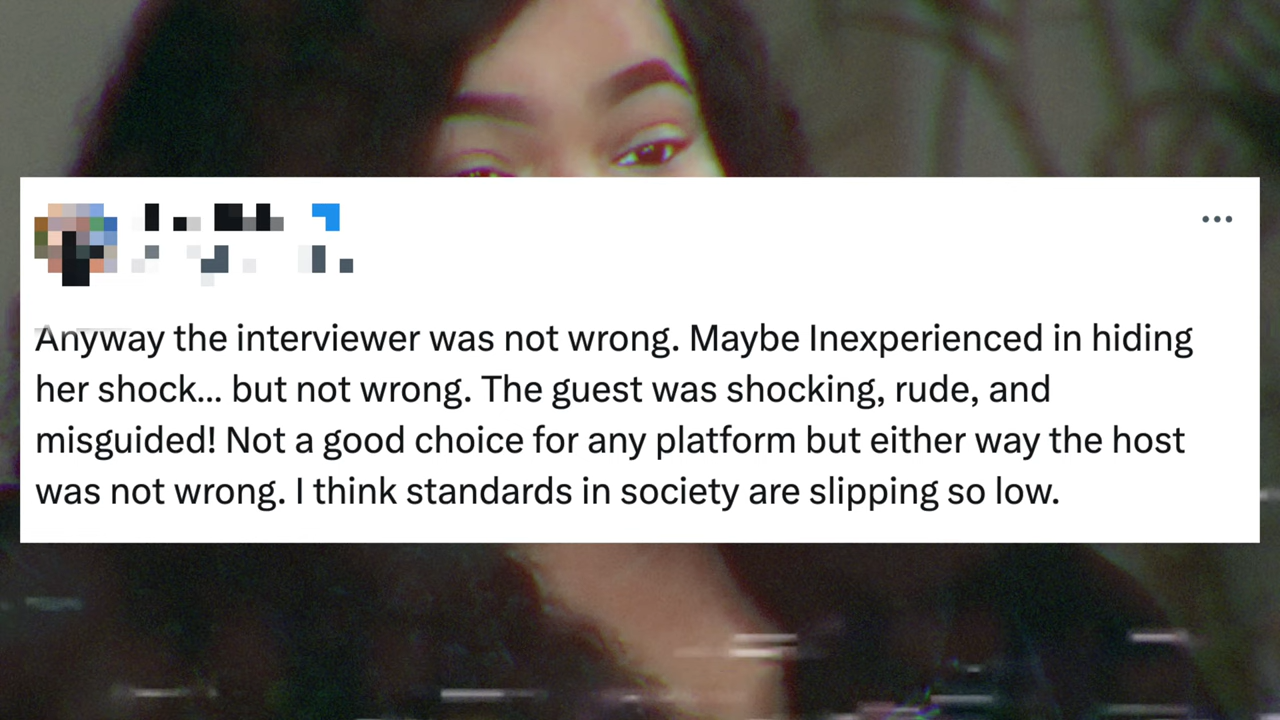 Anyway the interviewer was not wrong. Maybe Inexperienced in hiding
her shock... but not wrong. The guest was shocking, rude, and
misguided! Not a good choice for any platform but either way the host
was not wrong. I think standards in society are slipping so low.